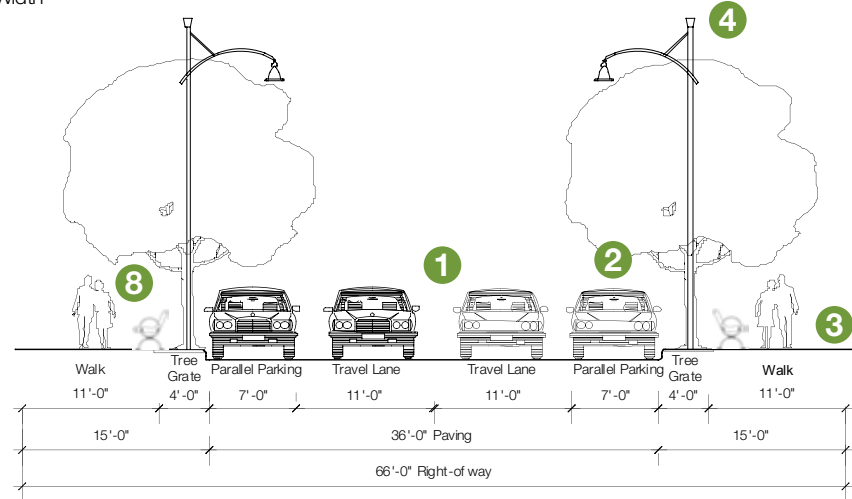 Width
4
1
2
8
3
Walk Tree Grate Parallel Parking Travel Lane Travel Lane Parallel Parking Tree Grate Walk
11'-0" 4'-0" 7'-0" 11'-0" 11'-0" 7'-0" 4'-0" 11'-0"
15'-0" 36'-0" Paving 15'-0"
66'-0" Right-of way